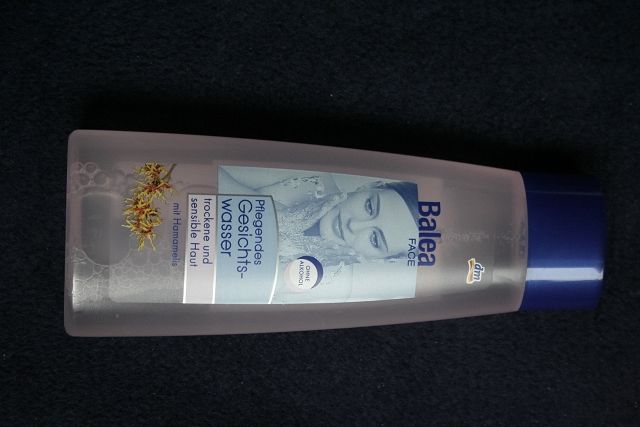 dm
Balea
FACE
OHNE
ALKOHOL
Pflegendes
Gesichts-
wasser
trockene und
sensible Haut
mit Hamamelis